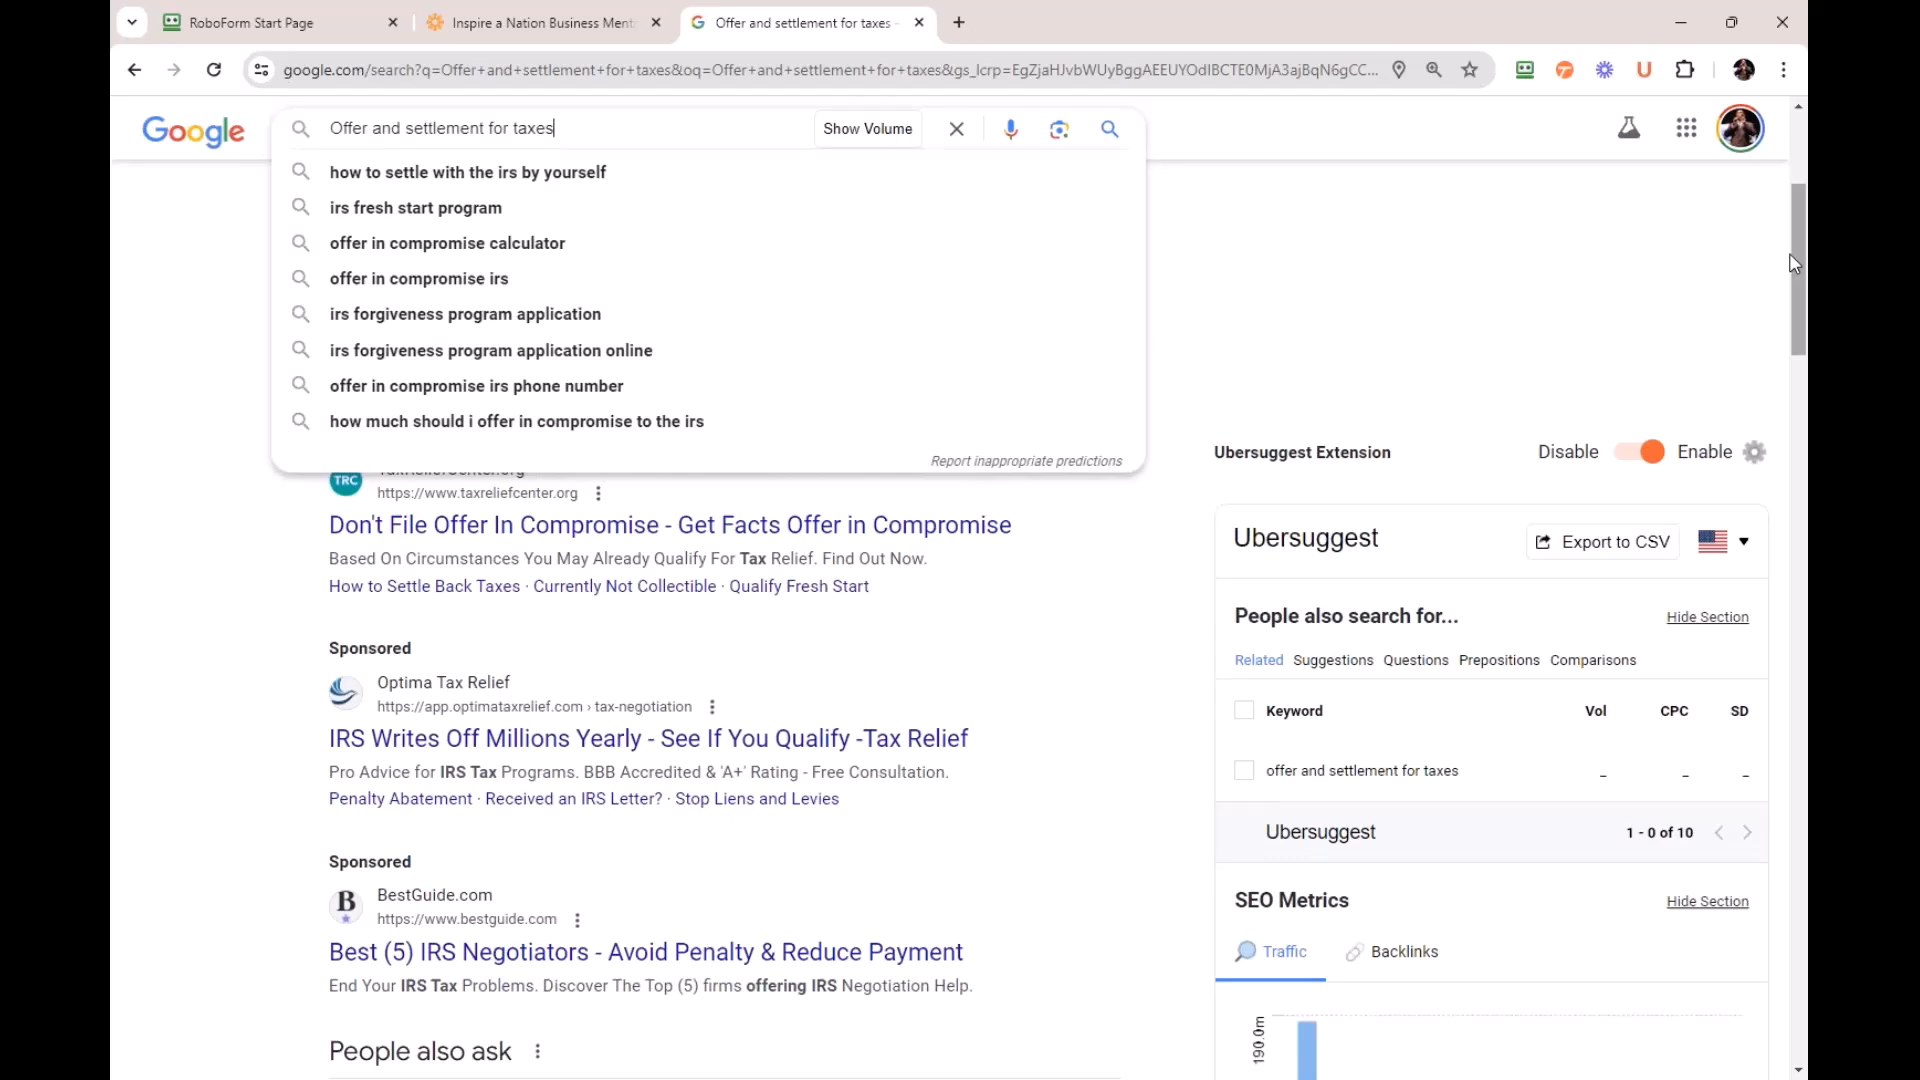 RoboForm Start Page
Inspire a Nation Business Ment
Offer and settlement for taxes -
google.com/search?q=Offer+and+settlement+for+taxes&oq=Offer+and+settlement+for+taxes&gs_lcrp=EgZjaHJvbWUyBggAEEUYOdIBCTE0MjA3ajBqN6gCC...
U
Google
Offer and settlement for taxes
Show Volume
how to settle with the irs by yourself
irs fresh start program
offer in compromise calculator
offer in compromise irs
irs forgiveness program application
irs forgiveness program application online
offer in compromise irs phone number
how much should i offer in compromise to the irs
Report inappropriate predictions
TRC
https://www.taxreliefcenter.org
Don't File Offer In Compromise - Get Facts Offer in Compromise
Based On Circumstances You May Already Qualify For Tax Relief. Find Out Now.
How to Settle Back Taxes · Currently Not Collectible · Qualify Fresh Start
Sponsored
Optima Tax Relief
https://app.optimataxrelief.com › tax-negotiation
IRS Writes Off Millions Yearly - See If You Qualify -Tax Relief
Pro Advice for IRS Tax Programs. BBB Accredited & 'A+' Rating - Free Consultation.
Penalty Abatement · Received an IRS Letter? · Stop Liens and Levies
Sponsored
B
BestGuide.com
https://www.bestguide.com
Best (5) IRS Negotiators - Avoid Penalty & Reduce Payment
End Your IRS Tax Problems. Discover The Top (5) firms offering IRS Negotiation Help.
People also ask
Ubersuggest Extension
Disable
Enable
Ubersuggest
Export to CSV
People also search for...
Hide Section
Related Suggestions Questions Prepositions Comparisons
Keyword Vol CPC SD
offer and settlement for taxes - - -
Ubersuggest
1 - 0 of 10
SEO Metrics
Hide Section
Traffic
Backlinks
190.0m